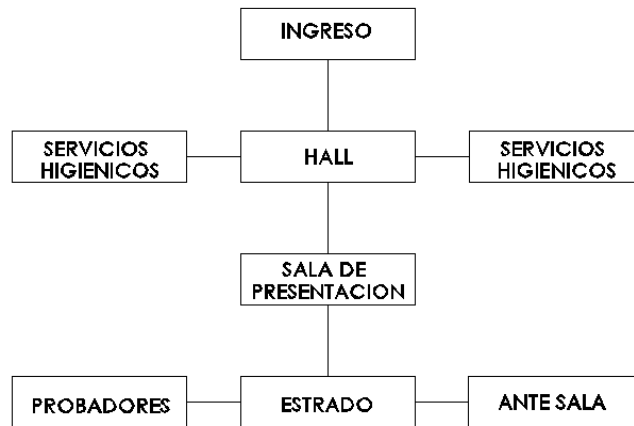 INGRESO
SERVICIOS
HIGIENICOS
HALL
SERVICIOS
HIGIENICOS
SALA DE
PRESENTACION
PROBADORES
ESTRADO
ANTE SALA